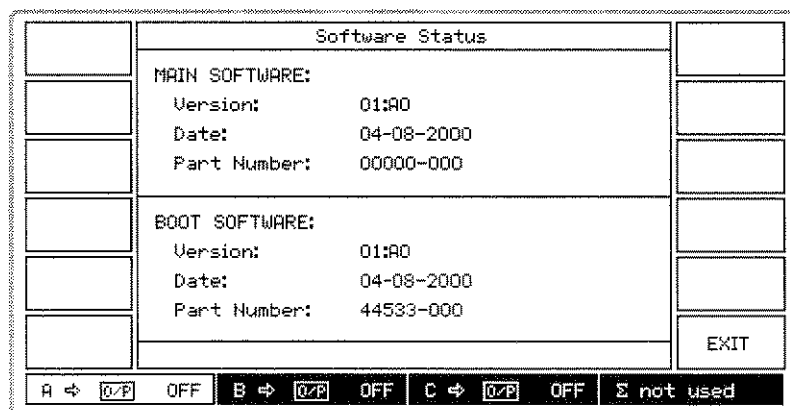 Software Status
MAIN SOFTWARE:
Version: 01:A0
Date: 04-08-2000
Part Number: 00000-000
BOOT SOFTWARE:
Version: 01:A0
Date: 04-08-2000
Part Number: 44533-000
EXIT
A ⇨ O/P OFF B ⇨ O/P OFF C ⇨ O/P OFF Σ not used